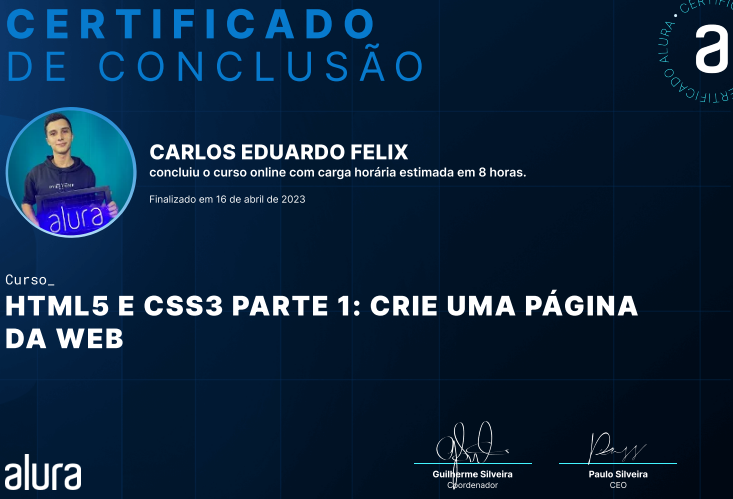 CERTIFICADO
DE CONCLUSÃO
CERTIFICADO ALURA • CERTIFIC
a
CARLOS EDUARDO FELIX
concluiu o curso online com carga horária estimada em 8 horas.
Finalizado em 16 de abril de 2023
alura
Curso_
HTML5 E CSS3 PARTE 1: CRIE UMA PÁGINA
DA WEB
alura
Guilherme Silveira
Coordenador
Paulo Silveira
CEO